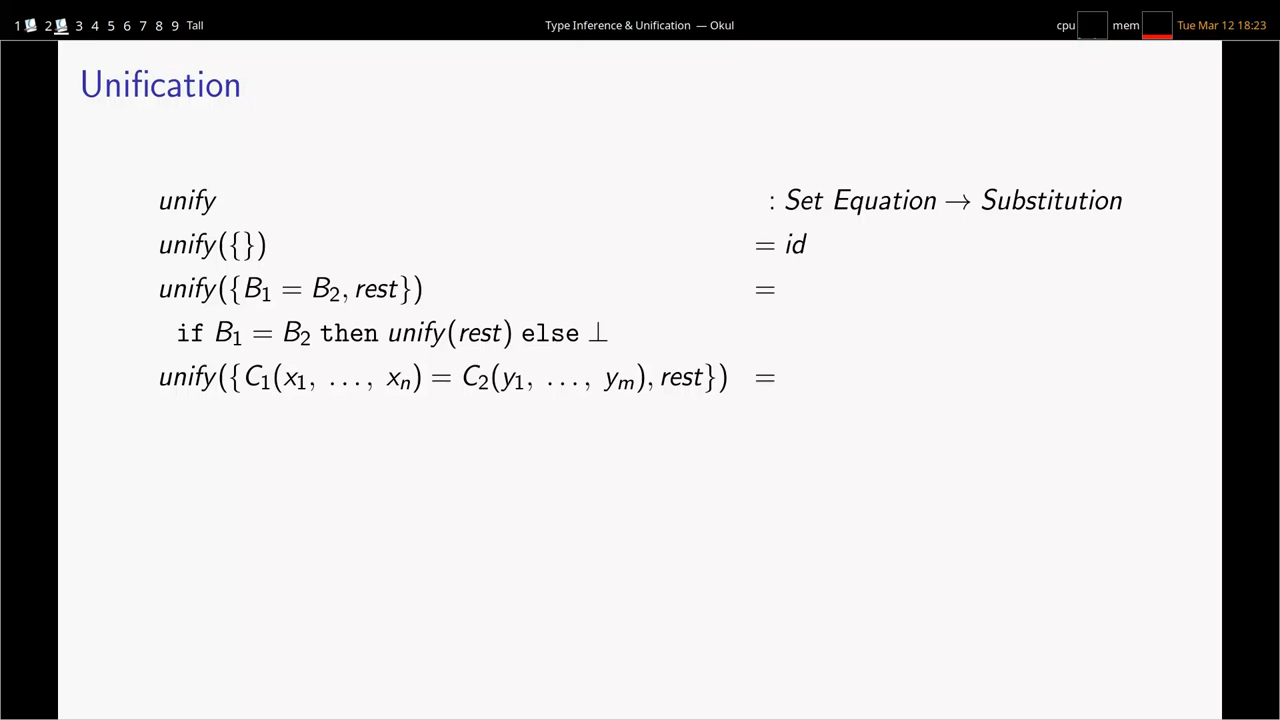 1 2 3 4 5 6 7 8 9 Tall Type Inference & Unification — Okul cpu mem Tue Mar 12 18:23
Unification
unify : Set Equation → Substitution
unify({}) = id
unify({B₁ = B₂, rest}) =
if B₁ = B₂ then unify(rest) else ⊥
unify({C₁(x₁, ..., xₙ) = C₂(y₁, ..., yₘ), rest}) =